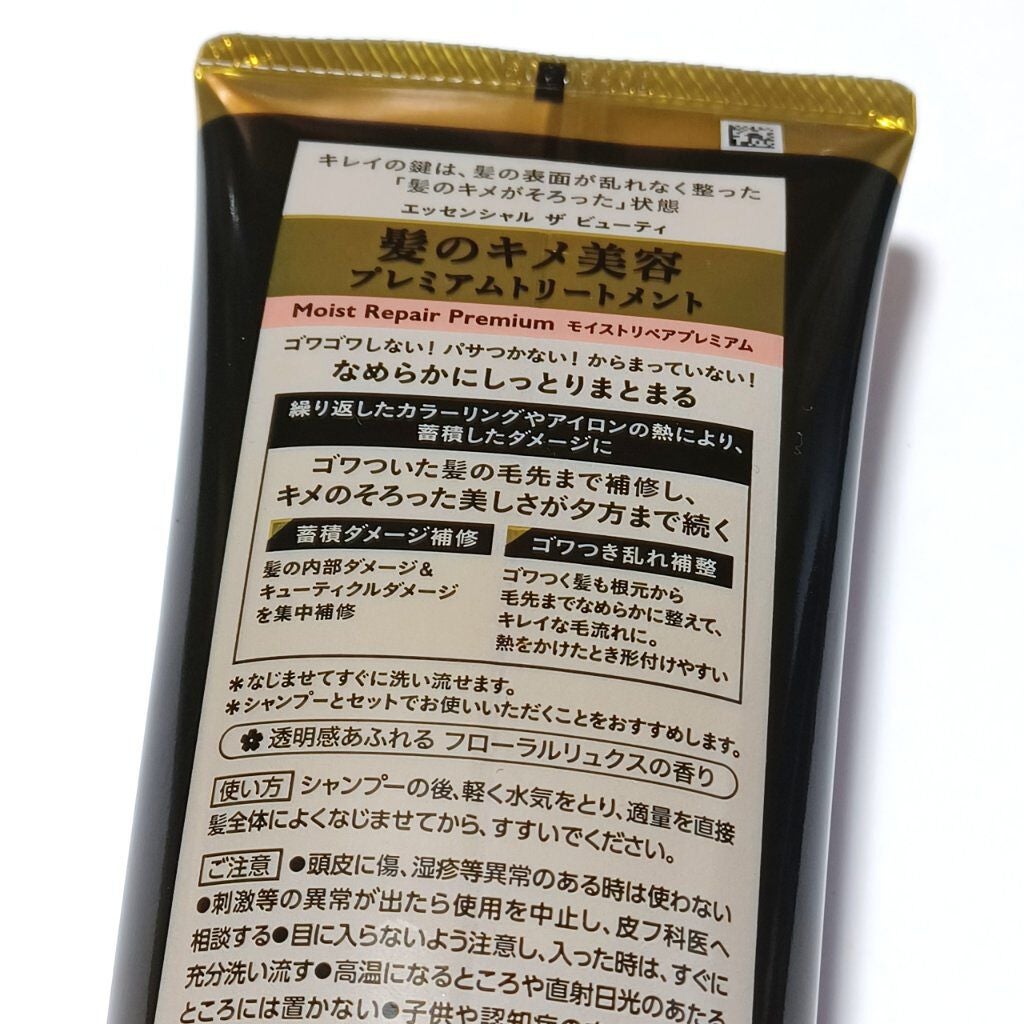 キレイの鍵は、髪の表面が乱れなく整った
「髪のキメがそろった」状態
エッセンシャル ザ ビューティ
髪のキメ美容
プレミアムトリートメント
Moist Repair Premium モイストリペアプレミアム
ゴワゴワしない! パサつかない! からまっていない!
なめらかにしっとりまとまる
繰り返したカラーリングやアイロンの熱により、
蓄積したダメージに
ゴワついた髪の毛先まで補修し、
キメのそろった美しさが夕方まで続く
蓄積ダメージ補修
髪の内部ダメージ&
キューティクルダメージ
を集中補修
ゴワつき乱れ補整
ゴワつく髪も根元から
毛先までなめらかに整えて、
キレイな毛流れに。
熱をかけたとき形付けやすい
*なじませてすぐに洗い流せます。
*シャンプーとセットでお使いいただくことをおすすめします。
透明感あふれる フローラルリュクスの香り
使い方 シャンプーの後、軽く水気をとり、適量を直接
髪全体によくなじませてから、すすいでください。
ご注意 ●頭皮に傷、湿疹等異常のある時は使わない
●刺激等の異常が出たら使用を中止し、皮フ科医へ
相談する●目に入らないよう注意し、入った時は、すぐに
充分洗い流す●高温になるところや直射日光のあたる
ところには置かない●子供や認知症の